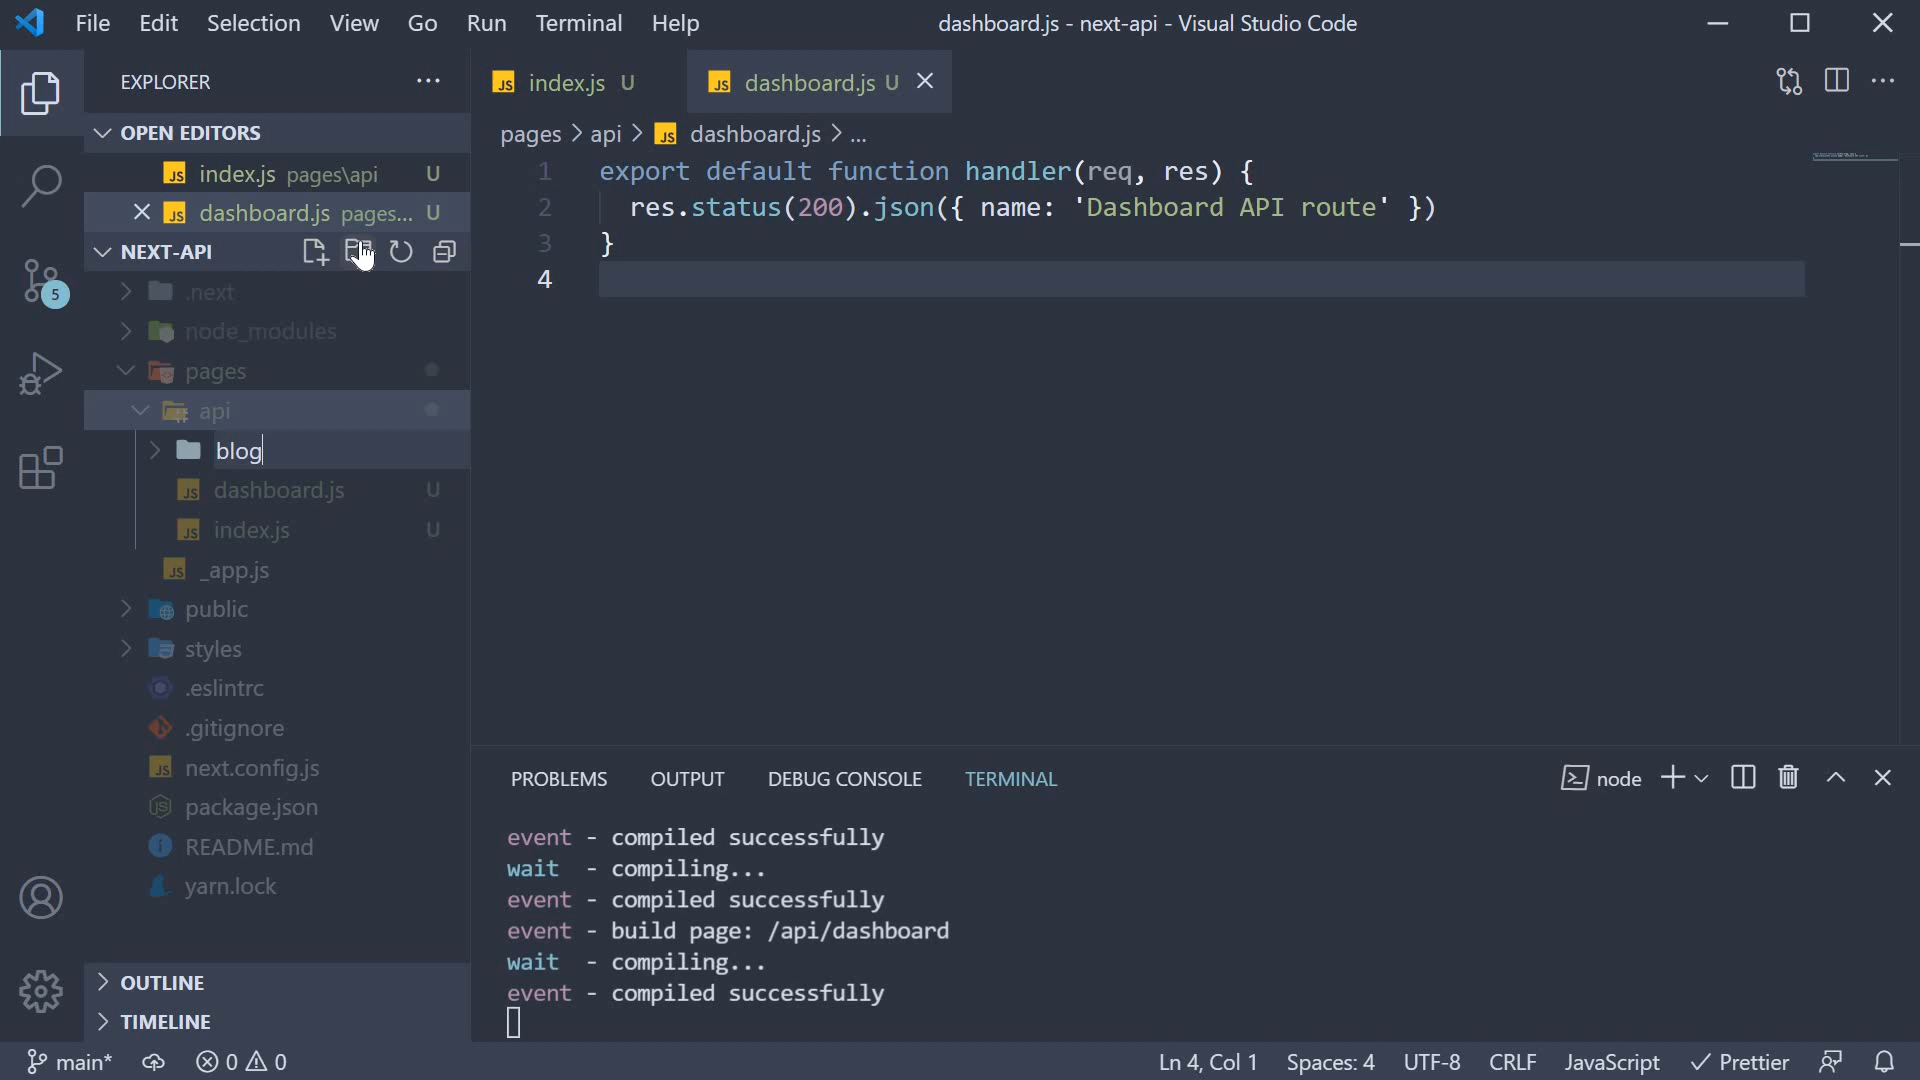 File Edit Selection View Go Run Terminal Help
dashboard.js - next-api - Visual Studio Code
EXPLORER
OPEN EDITORS
index.js pages\api U
dashboard.js pages... U
NEXT-API
.next
node_modules
pages
api
blog
dashboard.js U
index.js U
_app.js
public
styles
.eslintrc
.gitignore
next.config.js
package.json
README.md
yarn.lock
OUTLINE
TIMELINE
5
index.js U
dashboard.js U
pages > api > JS dashboard.js > ...
1 export default function handler(req, res) {
2 res.status(200).json({ name: 'Dashboard API route' })
3 }
4
PROBLEMS OUTPUT DEBUG CONSOLE TERMINAL
node
event - compiled successfully
wait - compiling...
event - compiled successfully
event - build page: /api/dashboard
wait - compiling...
event - compiled successfully
main* 0 0
Ln 4, Col 1 Spaces: 4 UTF-8 CRLF JavaScript Prettier